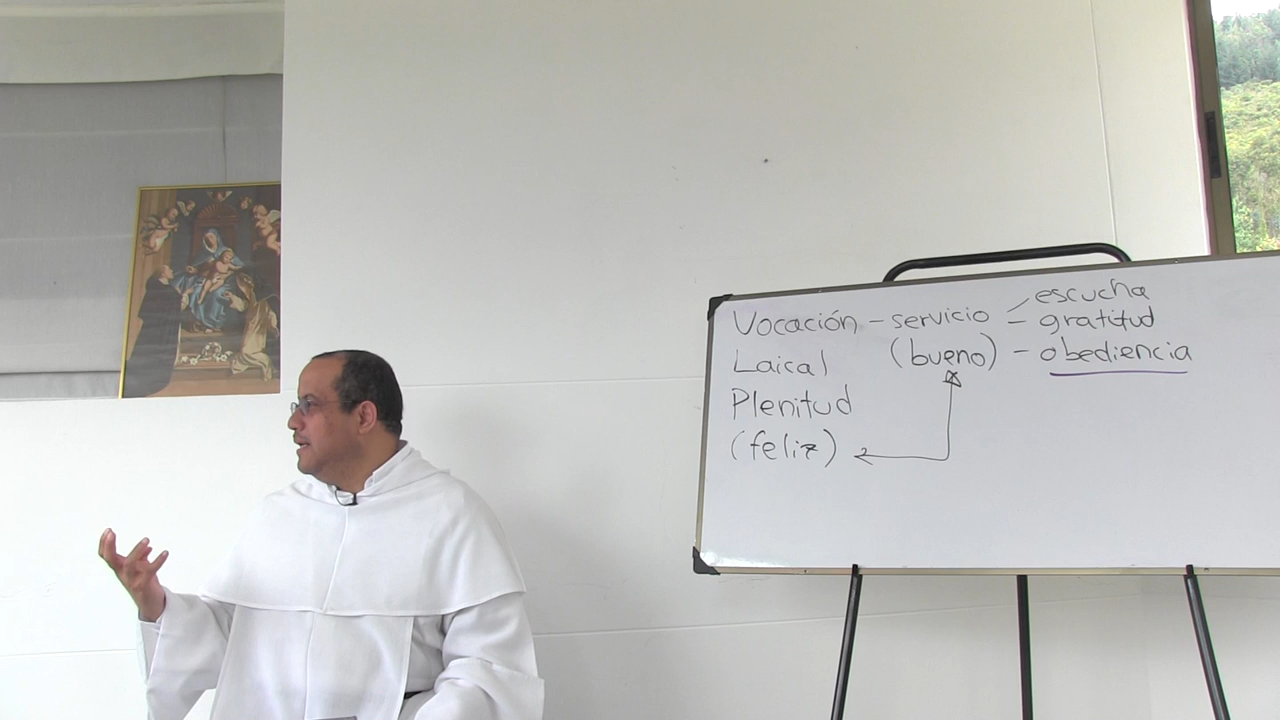 Vocación - servicio - escucha
- gratitud
Laical (bueno) - obediencia
Plenitud
(feliz)